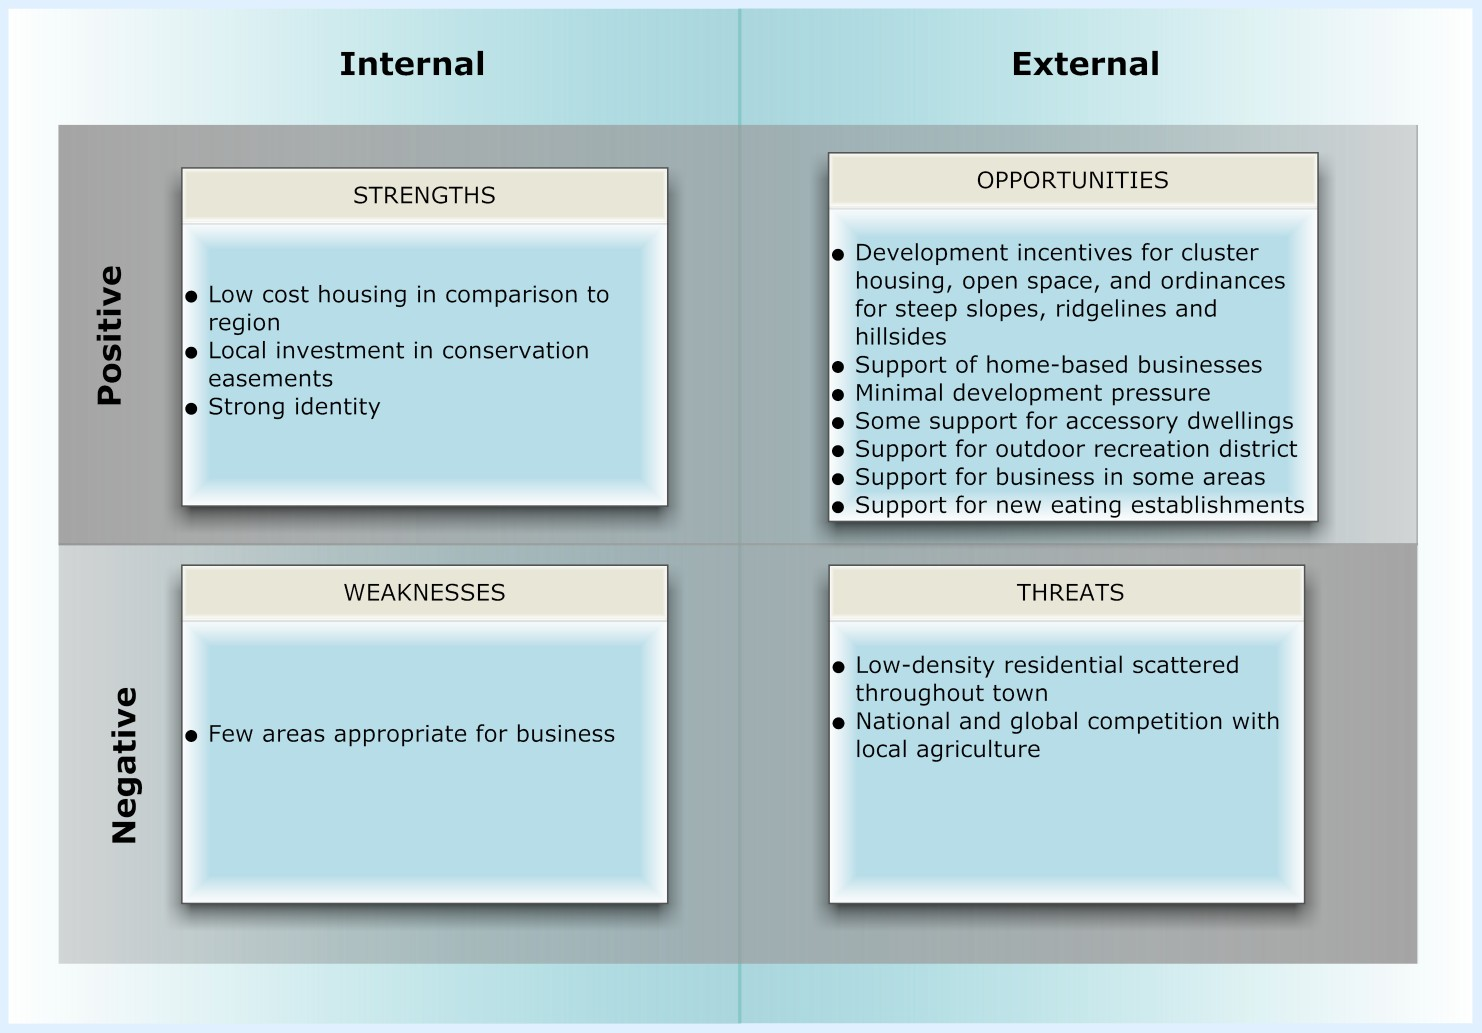 Internal
External
Positive
STRENGTHS
● Low cost housing in comparison to
region
● Local investment in conservation
easements
● Strong identity
OPPORTUNITIES
● Development incentives for cluster
housing, open space, and ordinances
for steep slopes, ridgelines and
hillsides
● Support of home-based businesses
● Minimal development pressure
● Some support for accessory dwellings
● Support for outdoor recreation district
● Support for business in some areas
● Support for new eating establishments
Negative
WEAKNESSES
● Few areas appropriate for business
THREATS
● Low-density residential scattered
throughout town
● National and global competition with
local agriculture